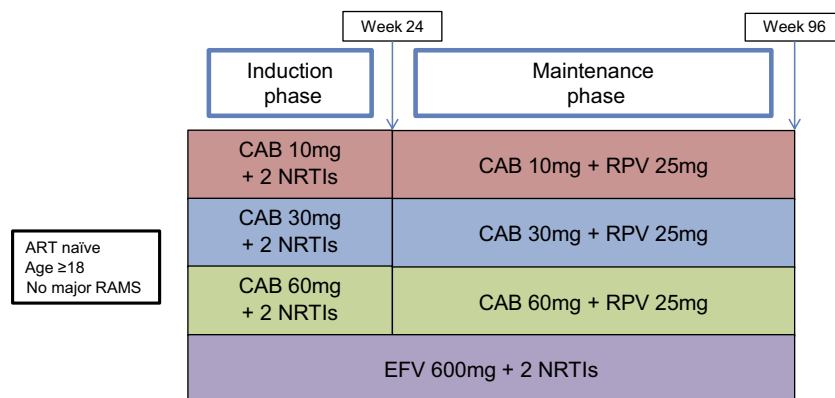 Week 24
Week 96
Induction
phase
Maintenance
phase
CAB 10mg
+ 2 NRTIs
CAB 10mg + RPV 25mg
CAB 30mg
+ 2 NRTIs
CAB 30mg + RPV 25mg
ART naïve
Age ≥18
No major RAMS
CAB 60mg
+ 2 NRTIs
CAB 60mg + RPV 25mg
EFV 600mg + 2 NRTIs